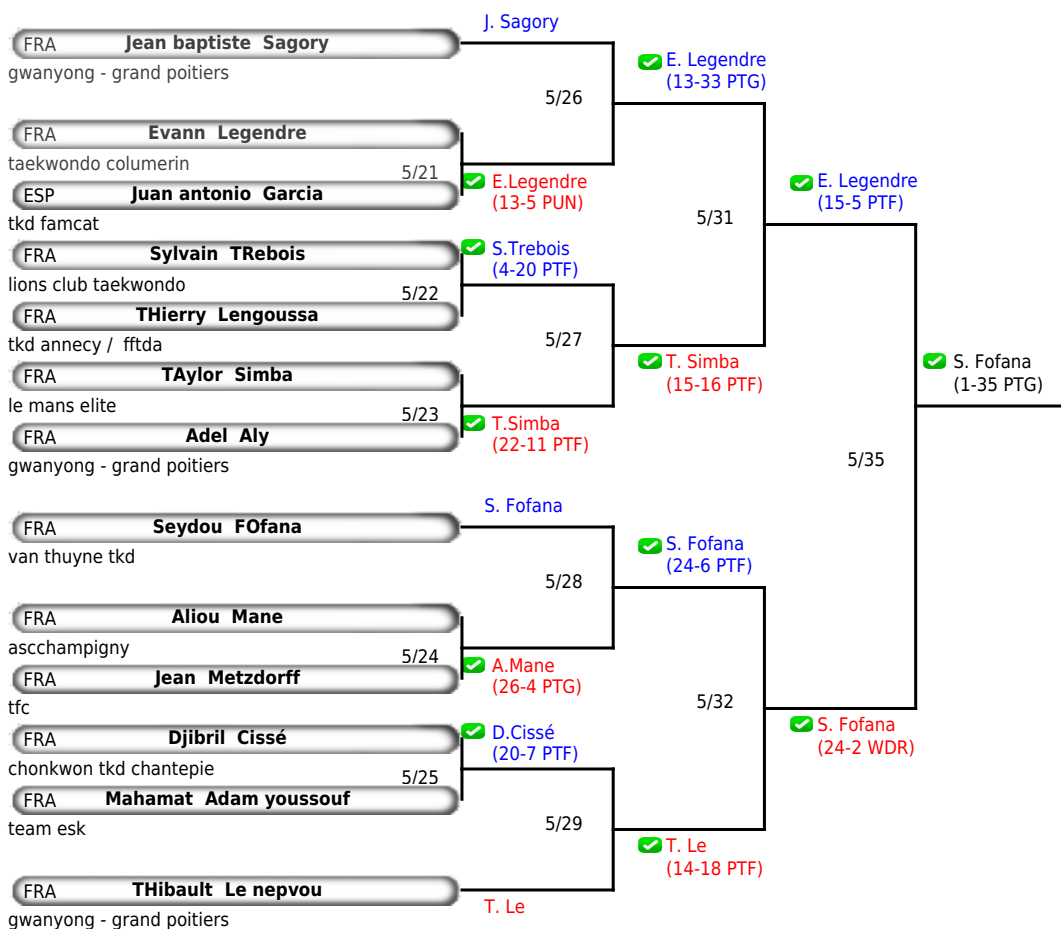 J. Sagory
FRA Jean baptiste Sagory
gwanyong - grand poitiers
E. Legendre
(13-33 PTG)
5/26
FRA Evann Legendre
taekwondo columerin
5/21
E.Legendre
(13-5 PUN)
ESP Juan antonio Garcia
tkd famcat
E. Legendre
(15-5 PTF)
5/31
FRA Sylvain TRebois
lions club taekwondo
S.Trebois
(4-20 PTF)
5/22
FRA THierry Lengoussa
tkd annecy / fftda
5/27
T. Simba
(15-16 PTF)
FRA TAylor Simba
le mans elite
5/23
T.Simba
(22-11 PTF)
FRA Adel Aly
gwanyong - grand poitiers
S. Fofana
(1-35 PTG)
5/35
S. Fofana
FRA Seydou FOfana
van thuyne tkd
S. Fofana
(24-6 PTF)
5/28
FRA Aliou Mane
ascchampigny
5/24
A.Mane
(26-4 PTG)
FRA Jean Metzdorff
tfc
5/32
S. Fofana
(24-2 WDR)
FRA Djibril Cissé
chonkwon tkd chantepie
D.Cissé
(20-7 PTF)
5/25
FRA Mahamat Adam youssouf
team esk
5/29
T. Le
(14-18 PTF)
FRA THibault Le nepvou
gwanyong - grand poitiers
T. Le